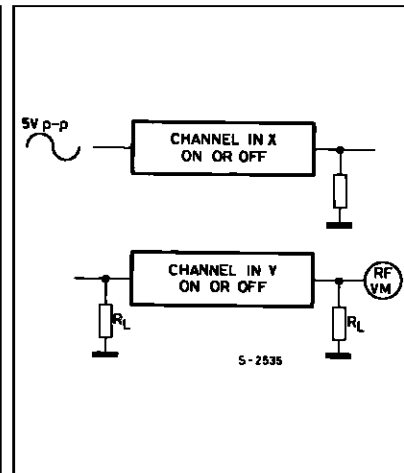 5V p-p
CHANNEL IN X
ON OR OFF
CHANNEL IN Y
ON OR OFF
RF
VM
RL
RL
S-2535